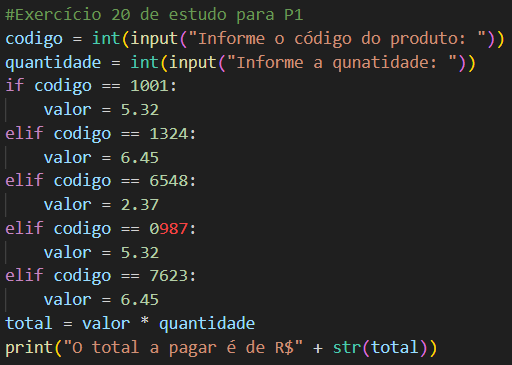 #Exercício 20 de estudo para P1
codigo = int(input("Informe o código do produto: "))
quantidade = int(input("Informe a qunatidade: "))
if codigo == 1001:
    valor = 5.32
elif codigo == 1324:
    valor = 6.45
elif codigo == 6548:
    valor = 2.37
elif codigo == 0987:
    valor = 5.32
elif codigo == 7623:
    valor = 6.45
total = valor * quantidade
print("O total a pagar é de R$" + str(total))